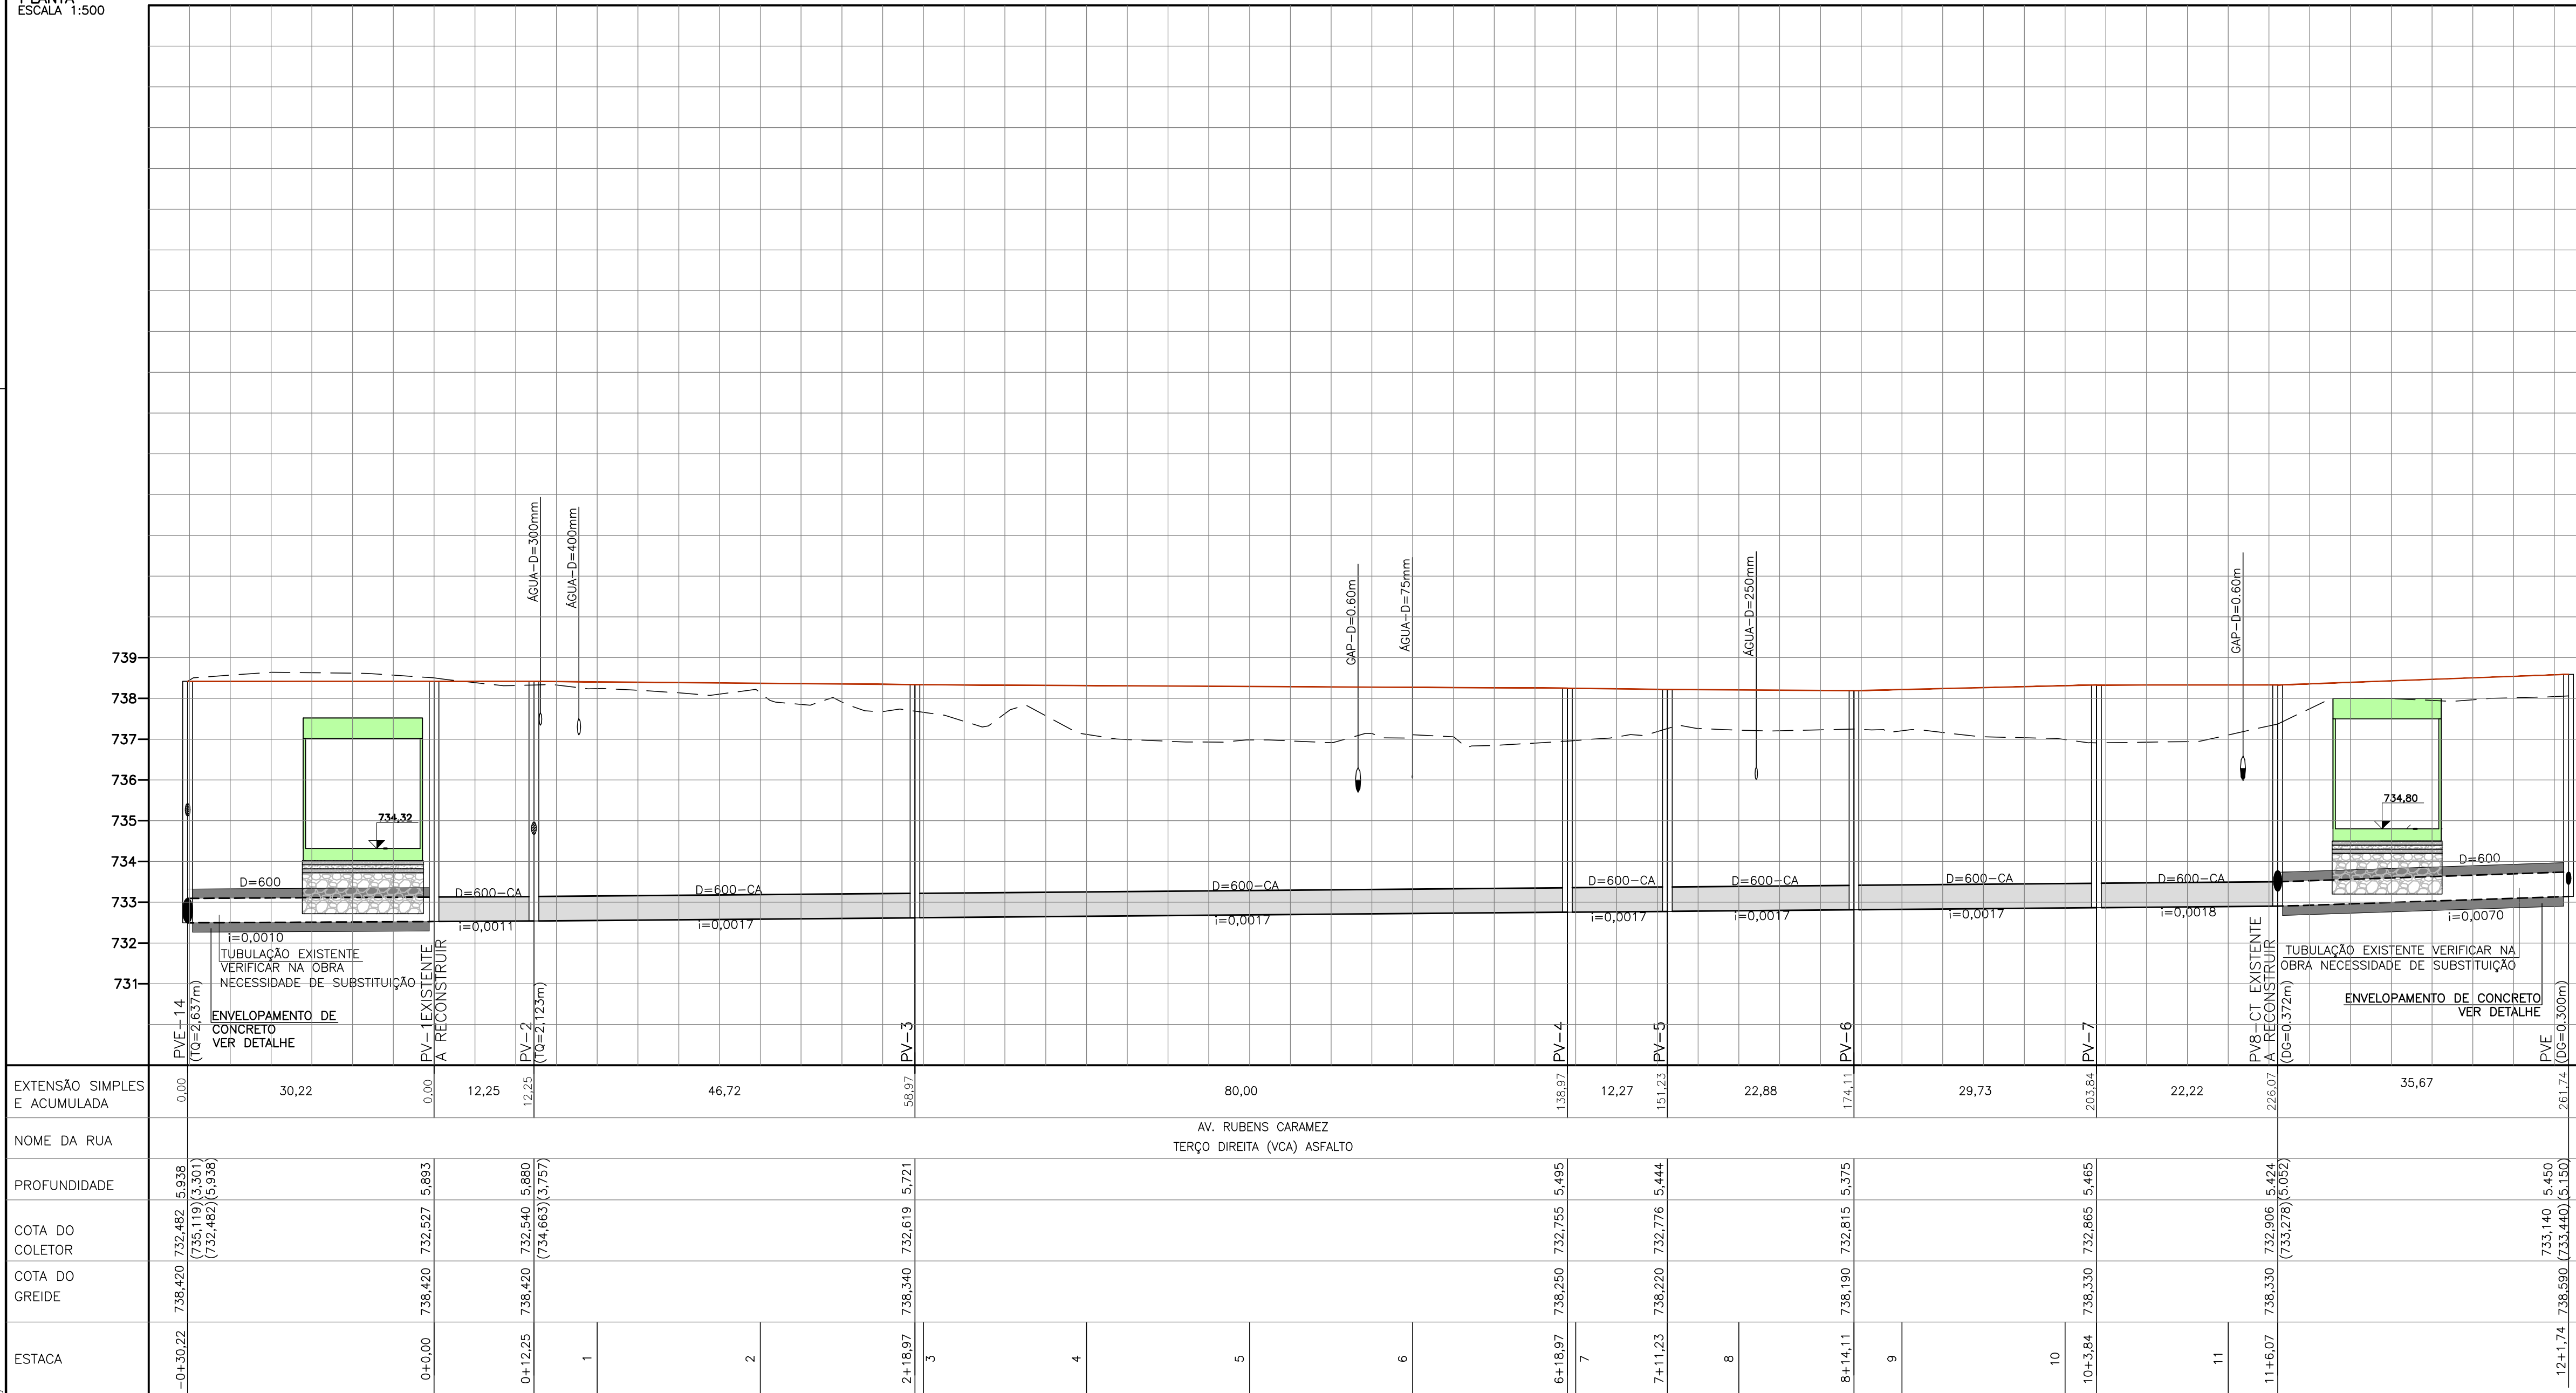 PLANTA
ESCALA 1:500
ÁGUA-D=300mm
ÁGUA-D=400mm
GAP-D=0.60m
ÁGUA-D=75mm
ÁGUA-D=250mm
GAP-D=0.60m
739
738
737
736
735
734
733
732
731
734,32
734,80
D=600
D=600-CA
D=600-CA
D=600-CA
D=600-CA
D=600-CA
D=600-CA
D=600-CA
D=600
i=0,0010
i=0,0011
i=0,0017
i=0,0017
i=0,0017
i=0,0017
i=0,0017
i=0,0018
i=0,0070
TUBULAÇÃO EXISTENTE
VERIFICAR NA OBRA
NECESSIDADE DE SUBSTITUIÇÃO
ENVELOPAMENTO DE
CONCRETO
VER DETALHE
TUBULAÇÃO EXISTENTE VERIFICAR NA
OBRA NECESSIDADE DE SUBSTITUIÇÃO
ENVELOPAMENTO DE CONCRETO
VER DETALHE
PVE-14
(TQ=2,637m)
PV-1EXISTENTE
A RECONSTRUIR
PV-2
(TQ=2,123m)
PV-3
PV-4
PV-5
PV-6
PV-7
PV8-CT EXISTENTE
A RECONSTRUIR
(DG=0.372m)
PVE
(DG=0.300m)
EXTENSÃO SIMPLES
E ACUMULADA
0,00
30,22
0,00
12,25
12,25
46,72
58,97
80,00
138,97
12,27
151,23
22,88
174,11
29,73
203,84
22,22
226,07
35,67
261,74
NOME DA RUA
AV. RUBENS CARAMEZ
TERÇO DIREITA (VCA) ASFALTO
PROFUNDIDADE
5.938
(3,301)
(5,938)
5,893
5,880
(3,757)
5,721
5,495
5,444
5,375
5,465
5.424
(5.052)
5.450
(5.150)
COTA DO
COLETOR
732,482
(735,119)
(732,482)
732,527
732,540
(734,663)
732,619
732,755
732,776
732,815
732,865
732,906
(733,278)
733,140
(733,440)
COTA DO
GREIDE
738,420
738,420
738,420
738,340
738,250
738,220
738,190
738,330
738,330
738.590
ESTACA
-0+30,22
0+0,00
0+12,25
1
2
2+18,97
3
4
5
6
6+18,97
7
7+11,23
8
8+14,11
9
10
10+3,84
11
11+6,07
12+1,74